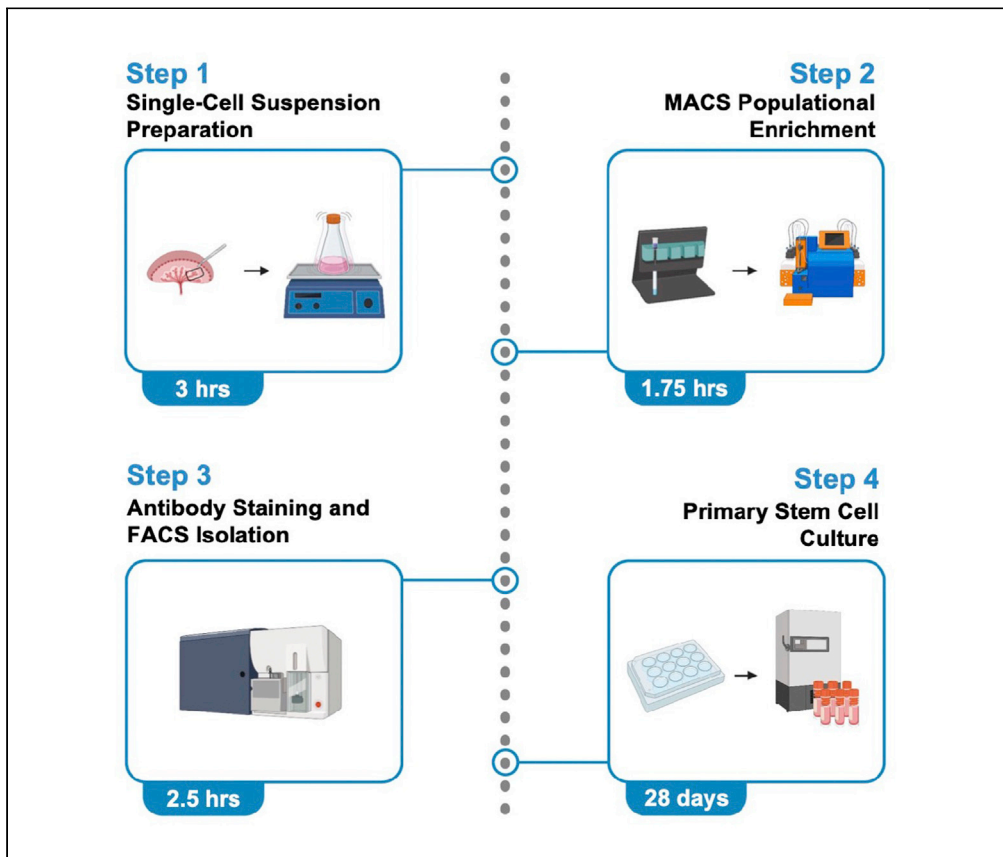 Step 1
Single-Cell Suspension
Preparation
3 hrs
Step 2
MACS Populational
Enrichment
1.75 hrs
Step 3
Antibody Staining and
FACS Isolation
2.5 hrs
Step 4
Primary Stem Cell
Culture
28 days